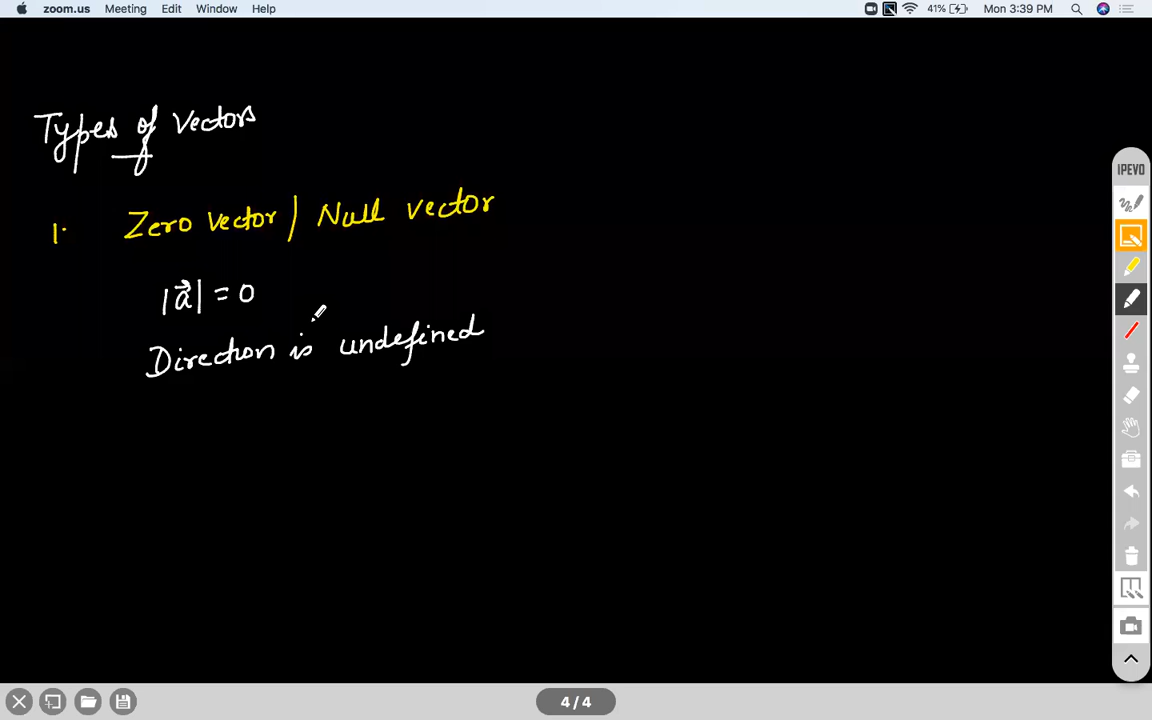 zoom.us Meeting Edit Window Help 41% Mon 3:39 PM
Types of Vectors
1. Zero vector / Null vector
|a⃗| = 0
Direction is undefined
IPEVO
4 / 4